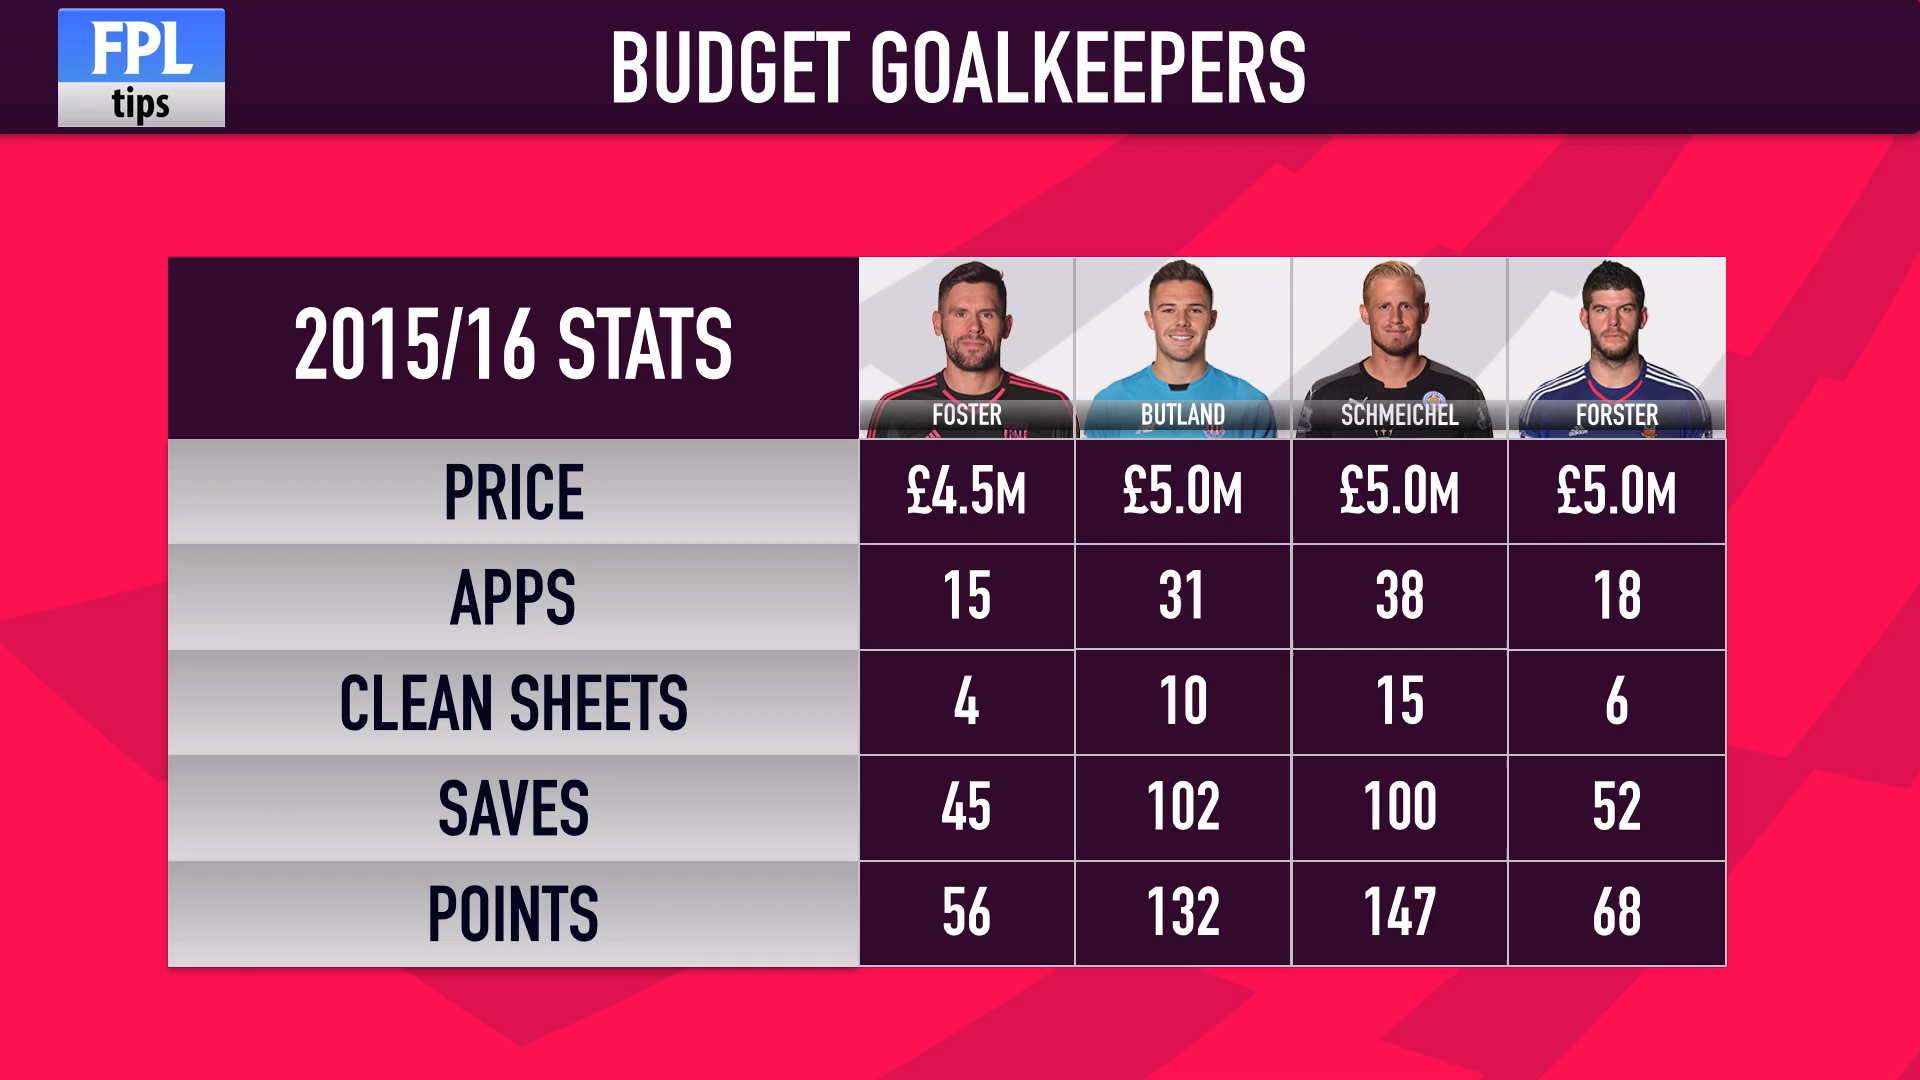 FPL
tips
BUDGET GOALKEEPERS
2015/16 STATS
FOSTER BUTLAND SCHMEICHEL FORSTER
PRICE £4.5M £5.0M £5.0M £5.0M
APPS 15 31 38 18
CLEAN SHEETS 4 10 15 6
SAVES 45 102 100 52
POINTS 56 132 147 68